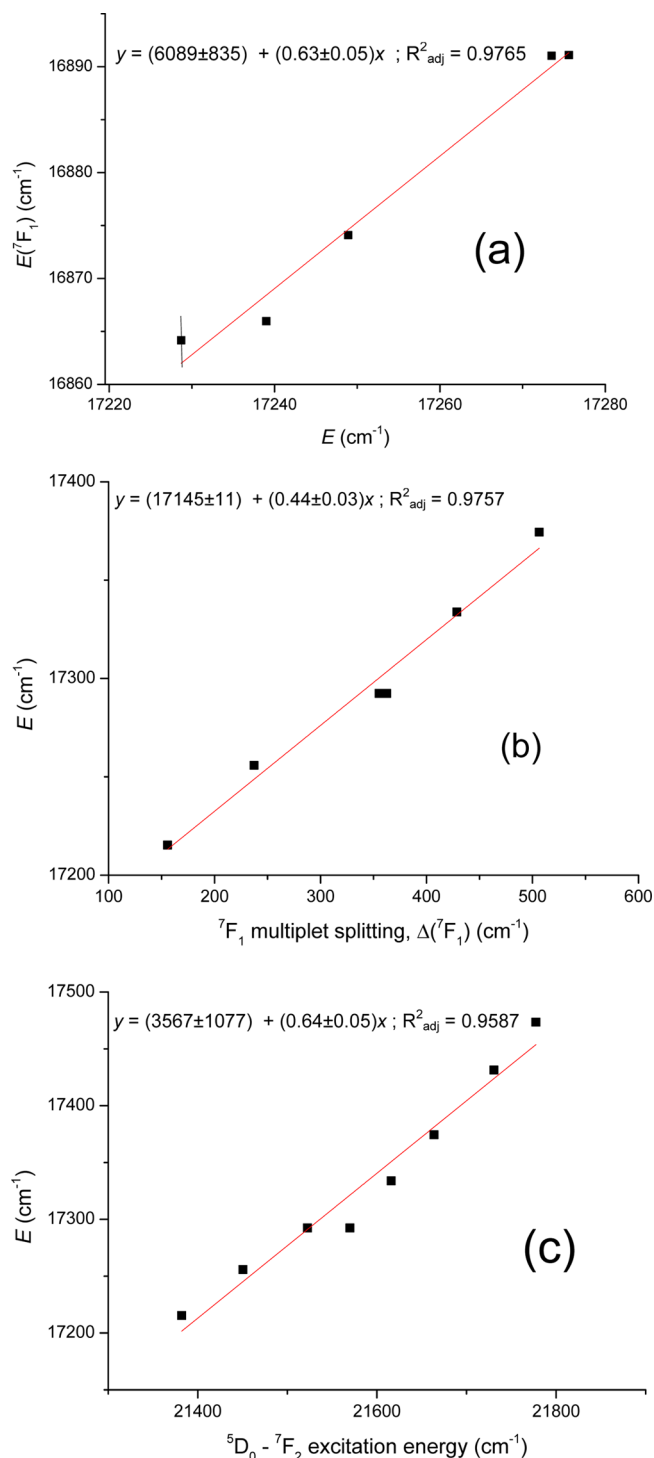 y = (6089±835) + (0.63±0.05)x ; R²adj = 0.9765
16890
16880
16870
16860
E(⁷F₁) (cm⁻¹)
(a)
17220 17240 17260 17280
E (cm⁻¹)
17400
y = (17145±11) + (0.44±0.03)x ; R²adj = 0.9757
17300
E (cm⁻¹)
(b)
17200
100 200 300 400 500 600
⁷F₁ multiplet splitting, Δ(⁷F₁) (cm⁻¹)
17500
y = (3567±1077) + (0.64±0.05)x ; R²adj = 0.9587
17400
E (cm⁻¹)
17300
(c)
17200
21400 21600 21800
⁵D₀ - ⁷F₂ excitation energy (cm⁻¹)